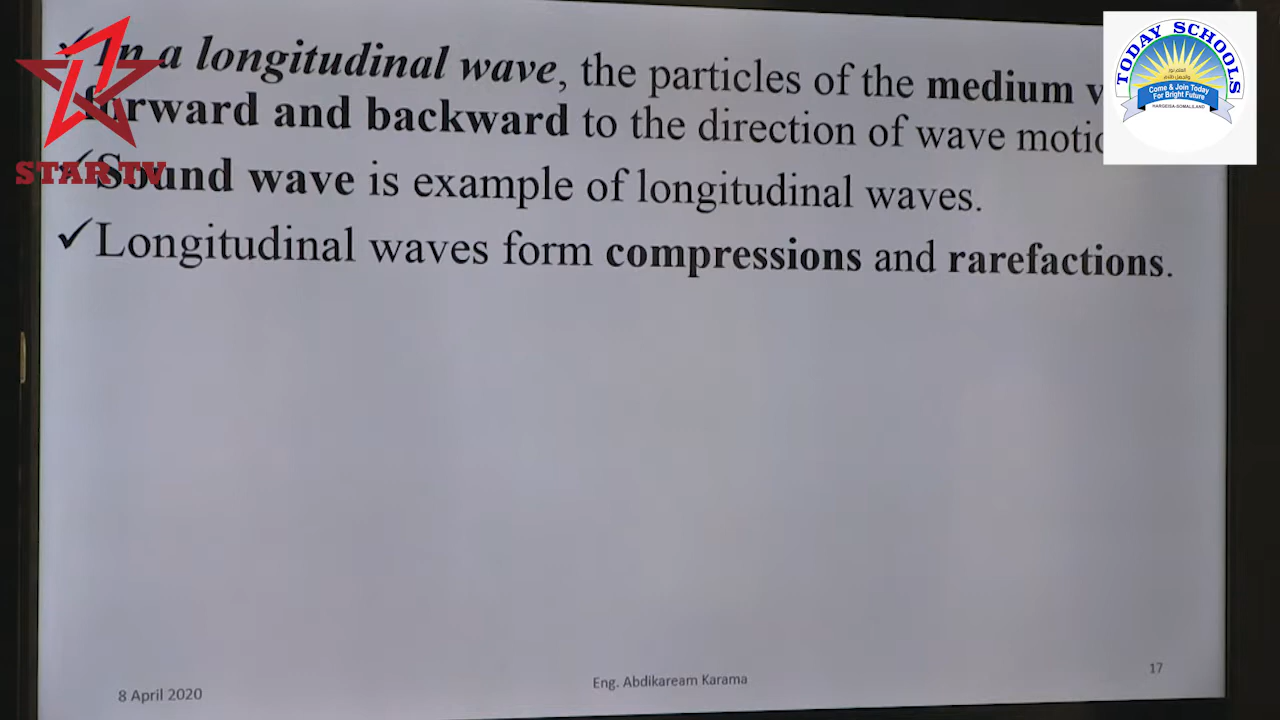 In a longitudinal wave, the particles of the medium
forward and backward to the direction of wave
Sound wave is example of longitudinal waves.
Longitudinal waves form compressions and rarefactions.
8 April 2020
Eng. Abdikaream Karama
17
STAR TV
TODAY SCHOOLS
Come & Join Today
For Bright Future
HARGEISA-SOMALILAND